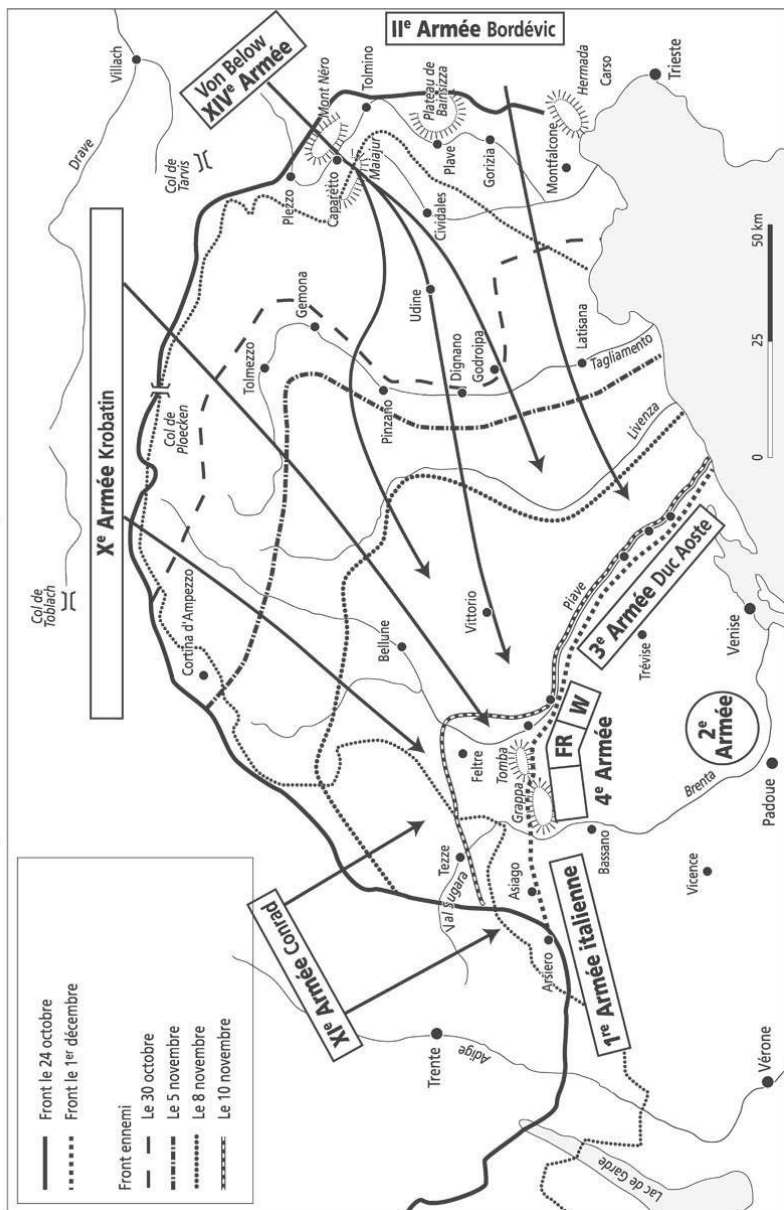 Front le 24 octobre
Front le 1er décembre
Front ennemi
Le 30 octobre
Le 5 novembre
Le 8 novembre
Le 10 novembre
Xe Armée Krobatin
Von Below
XIVe Armée
IIe Armée Bordévic
XIe Armée Conrad
Drave
Villach
Col de
Toblach
Col de
Tarvis
Col de
Ploecken
Cortina d'Ampezzo
Tolmezzo
Gemona
Plezzo
Mont Néro
Caparetto
Tolmino
Maiajur
Plateau de
Bainsizza
Plave
Cividales
Gorizia
Hermada
Carso
Montfalcone
Trieste
Udine
Pinzano
Dignano
Godroipa
Latisana
Tagliamento
Livenza
Bellune
Vittorio
Feltre
Tomba
Grappa
Piave
Trente
Adige
Tezze
Val Sugara
Asiago
Arsiero
Bassano
Brenta
FR
W
4e Armée
3e Armée Duc Aoste
1re Armée italienne
2e
Armée
Trévise
Venise
Vicence
Padoue
Vérone
Lac de Garde
0
25
50 km